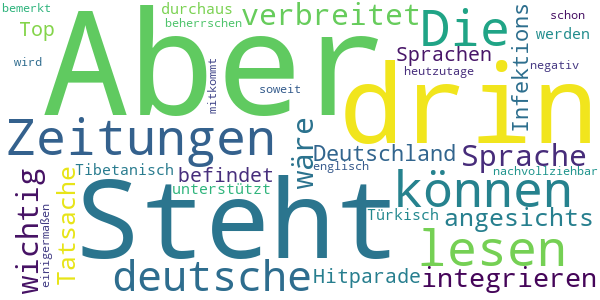 bemerkt
durchaus
verbreitet
Die
schon
Top
beherrschen
Aber
werden
wird
Sprachen
Infektions
mitkommt
heutzutage
negativ
soweit
drin
Zeitungen
wäre
Deutschland
Sprache
Tibetanisch
englisch
nachvollziehbar
wichtig
Tatsache
befindet
können
unterstützt
einigermaßen
Steht
Türkisch
angesichts
lesen
deutsche
Hitparade
integrieren